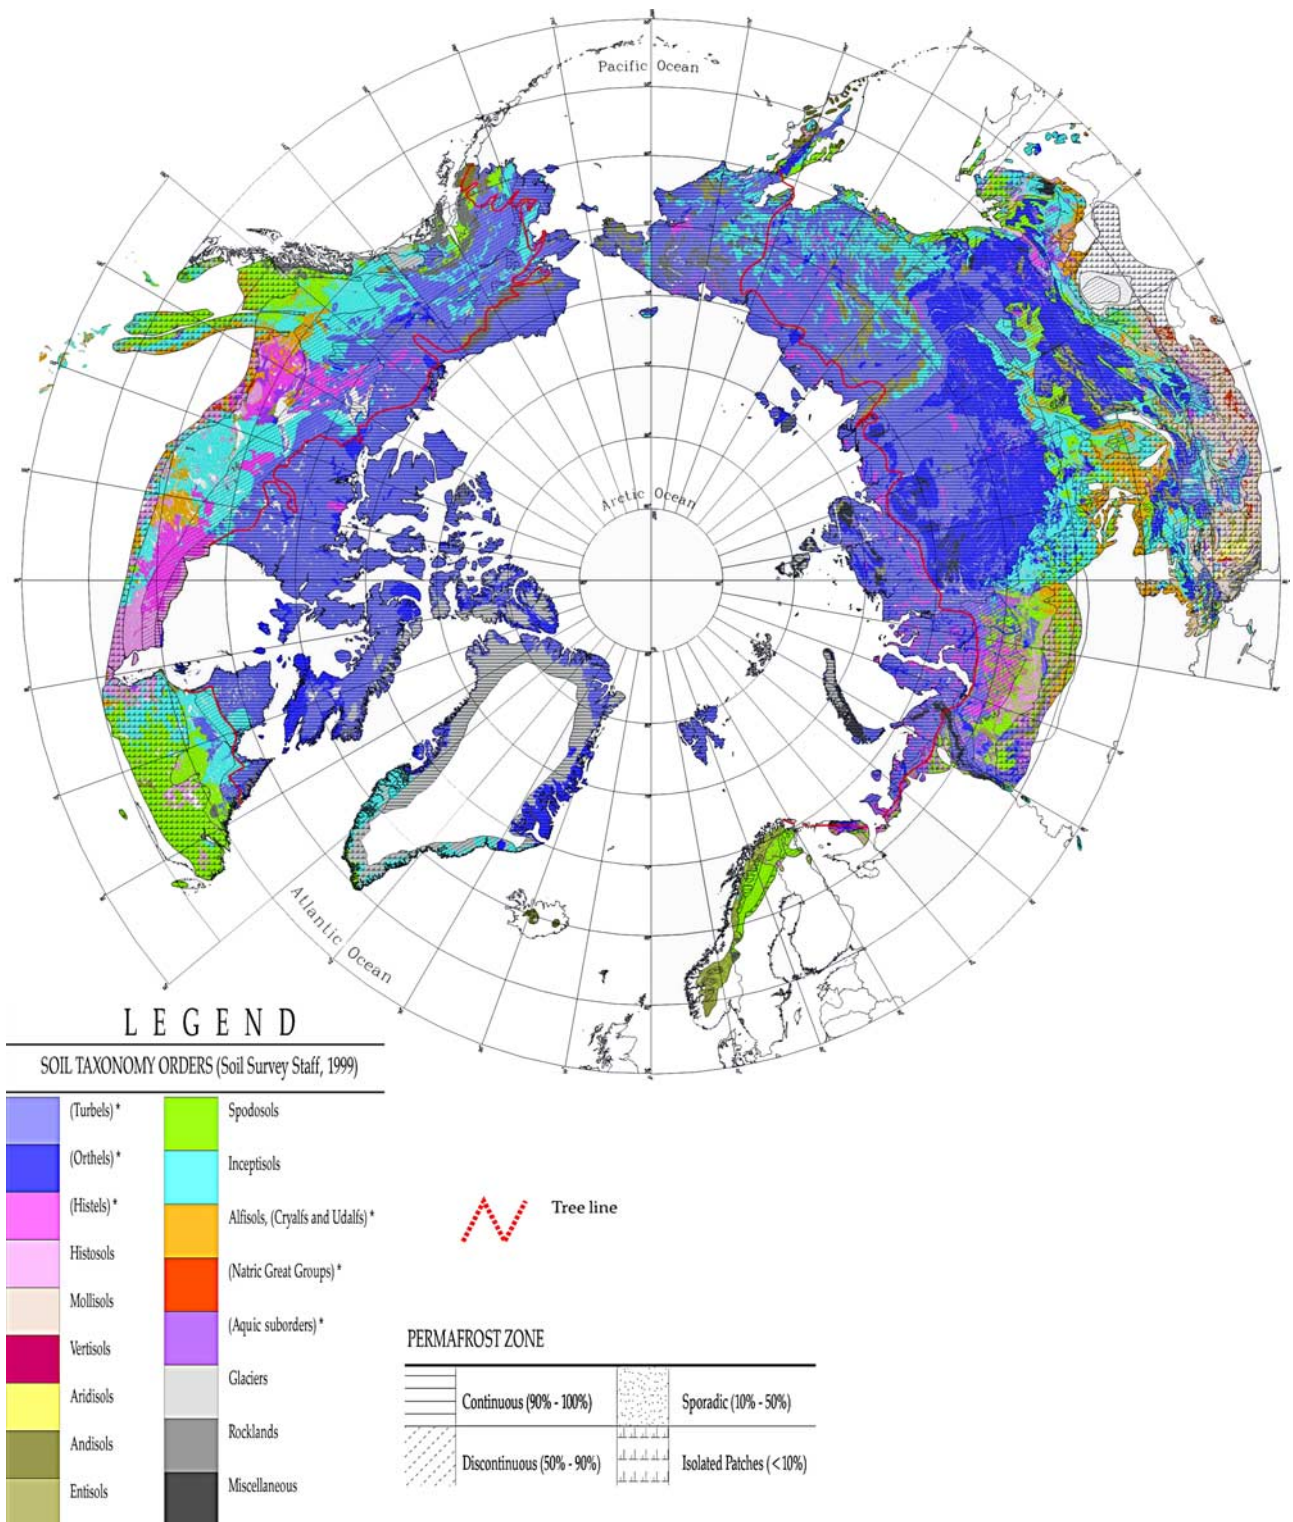 Pacific Ocean
Arctic Ocean
Atlantic Ocean
LEGEND
SOIL TAXONOMY ORDERS (Soil Survey Staff, 1999)
(Turbels) *
(Orthels) *
(Histels) *
Histosols
Mollisols
Vertisols
Aridisols
Andisols
Entisols
Spodosols
Inceptisols
Alfisols, (Cryalfs and Udalfs) *
(Natric Great Groups) *
(Aquic suborders) *
Glaciers
Rocklands
Miscellaneous
Tree line
PERMAFROST ZONE
Continuous (90% - 100%)
Sporadic (10% - 50%)
Discontinuous (50% - 90%)
Isolated Patches (<10%)